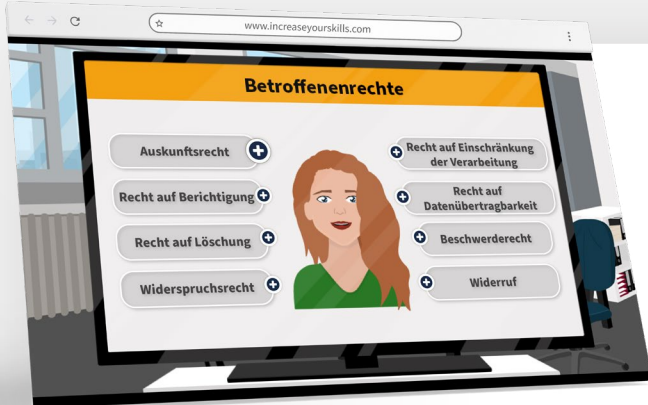 www.increaseyourskills.com
Betroffenenrechte
Auskunftsrecht
Recht auf Berichtigung
Recht auf Löschung
Widerspruchsrecht
Recht auf Einschränkung
der Verarbeitung
Recht auf
Datenübertragbarkeit
Beschwerderecht
Widerruf